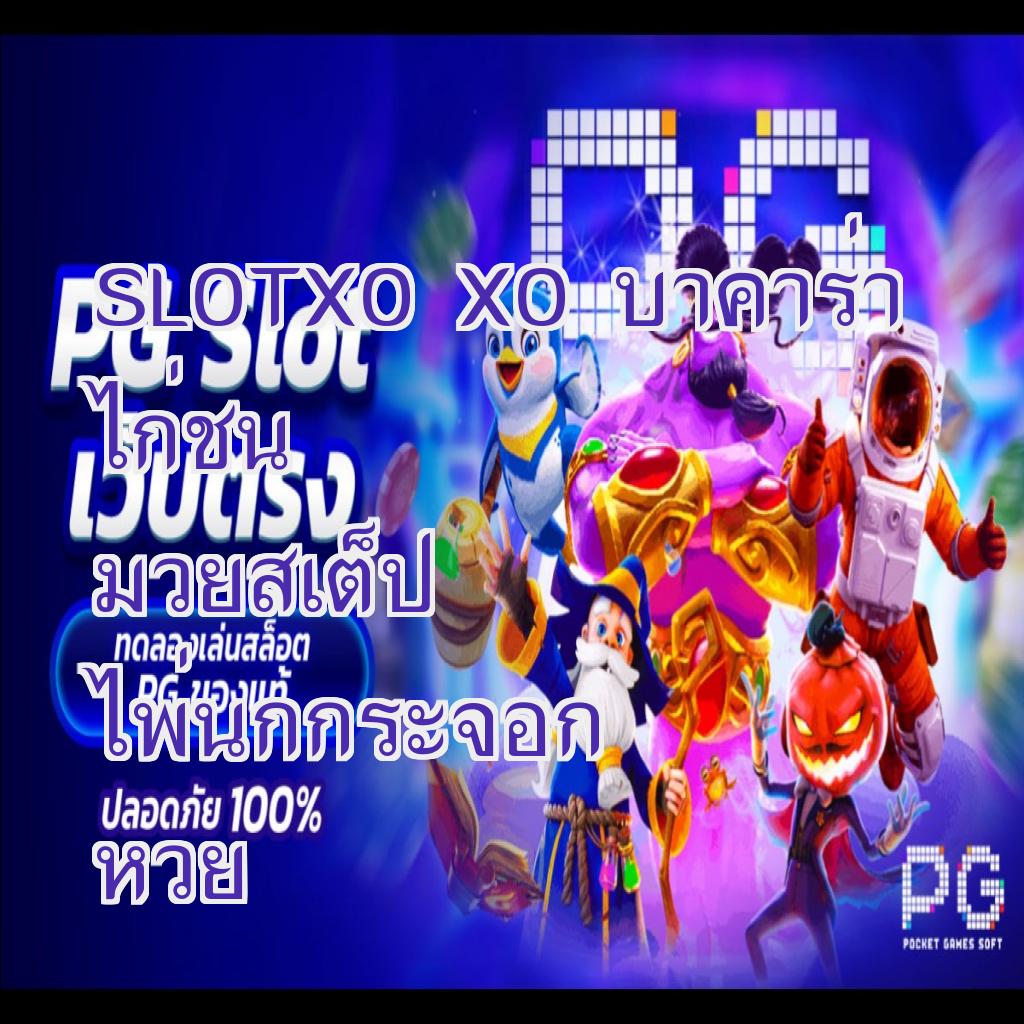 SLOTXO XO บาคาร่า
PG Slot
ไก่ชน
เว็บตรง
มวยสเต็ป
ทดลองเล่นสล็อต
PG ของแท้
ไพ่นกกระจอก
ปลอดภัย 100%
หวย
PG
PG
POCKET GAMES SOFT